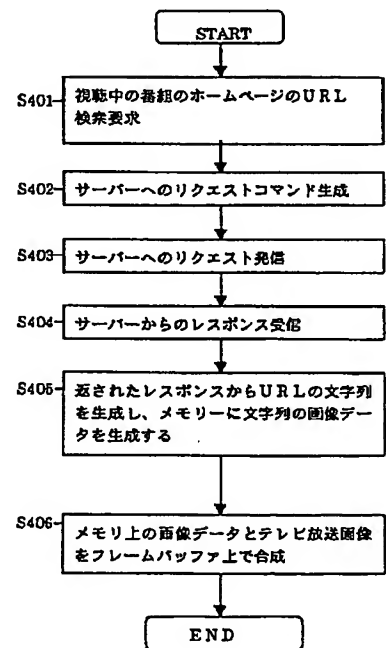 START
S401
視聴中の番組のホームページのURL
検索要求
S402
サーバーへのリクエストコマンド生成
S403
サーバーへのリクエスト発信
S404
サーバーからのレスポンス受信
S405
返されたレスポンスからURLの文字列
を生成し、メモリーに文字列の画像デー
タを生成する
S406
メモリ上の画像データとテレビ放送画像
をフレームバッファ上で合成
END